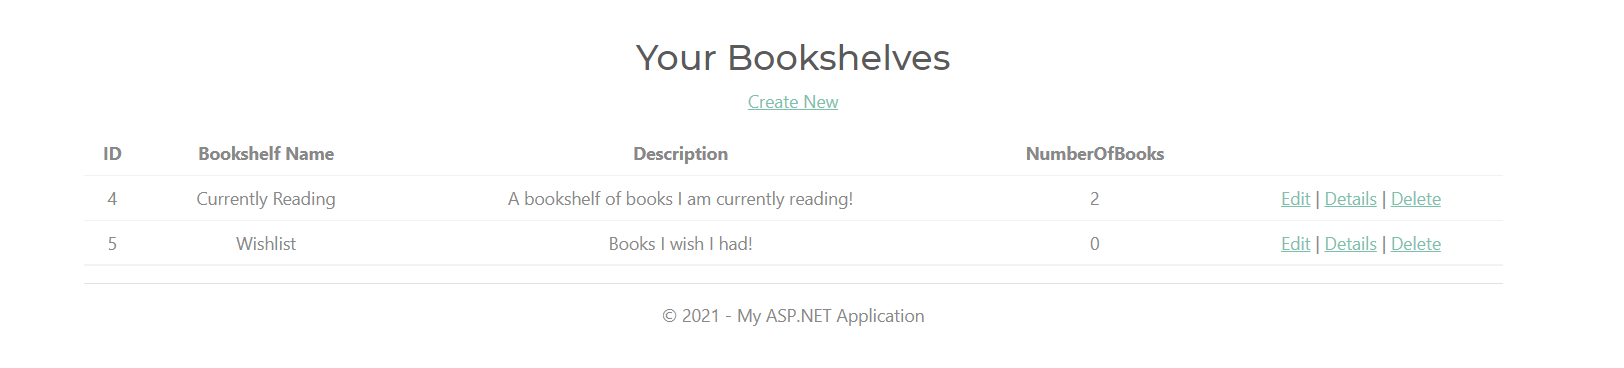 Your Bookshelves
Create New
ID Bookshelf Name Description NumberOfBooks
4 Currently Reading A bookshelf of books I am currently reading! 2 Edit | Details | Delete
5 Wishlist Books I wish I had! 0 Edit | Details | Delete
© 2021 - My ASP.NET Application